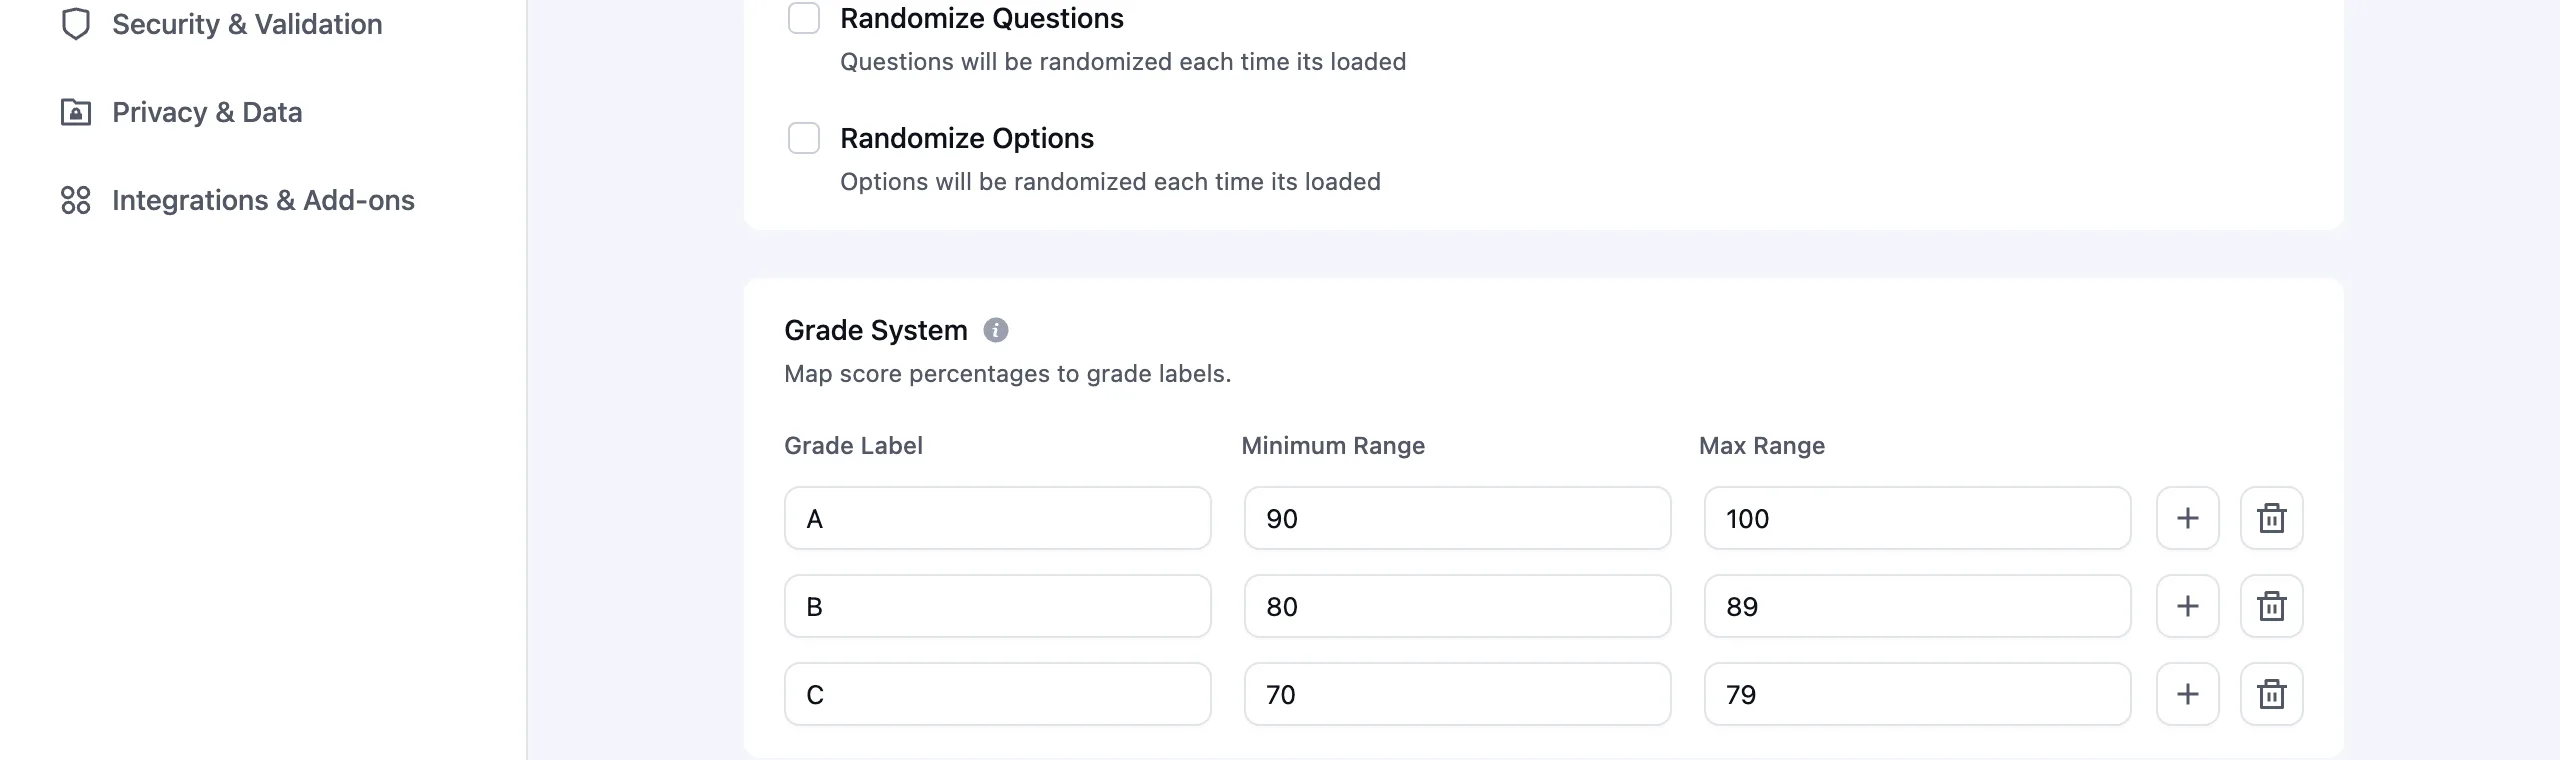 Security & Validation
Privacy & Data
Integrations & Add-ons
Randomize Questions
Questions will be randomized each time its loaded
Randomize Options
Options will be randomized each time its loaded
Grade System
Map score percentages to grade labels.
Grade Label Minimum Range Max Range
A 90 100
B 80 89
C 70 79